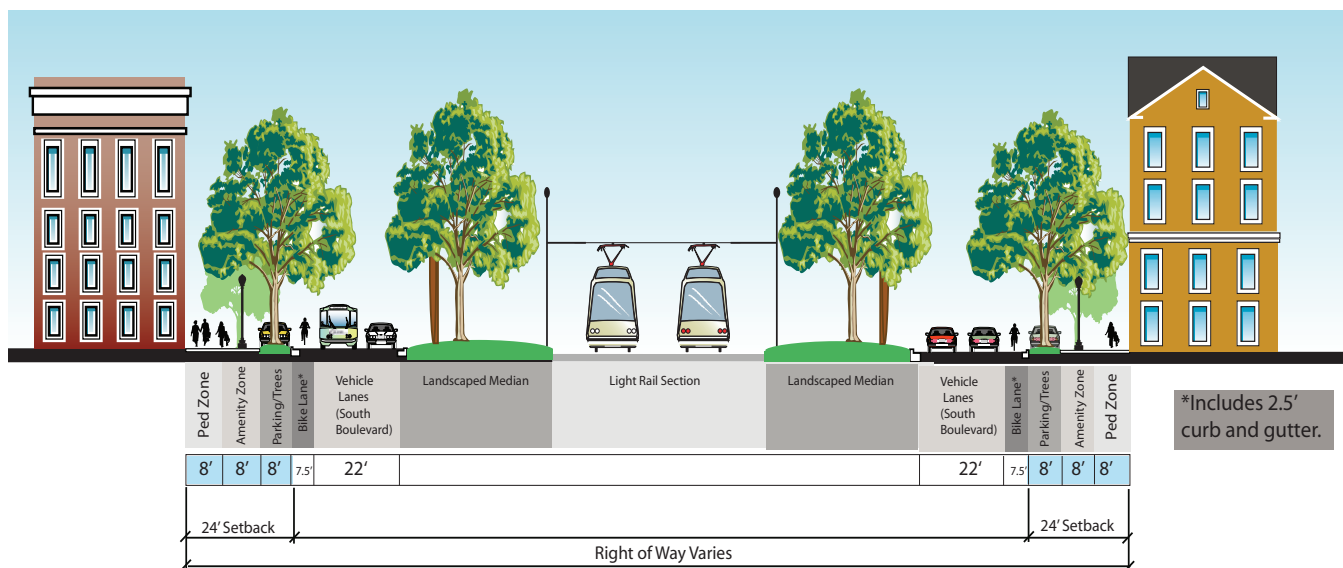 Ped Zone
Amenity Zone
Parking/Trees
Bike Lane*
Vehicle
Lanes
(South
Boulevard)
Landscaped Median
Light Rail Section
Landscaped Median
Vehicle
Lanes
(South
Boulevard)
Bike Lane*
Parking/Trees
Amenity Zone
Ped Zone
*Includes 2.5'
curb and gutter.
8' 8' 8' 7.5' 22' 22' 7.5' 8' 8' 8'
24' Setback 24' Setback
Right of Way Varies